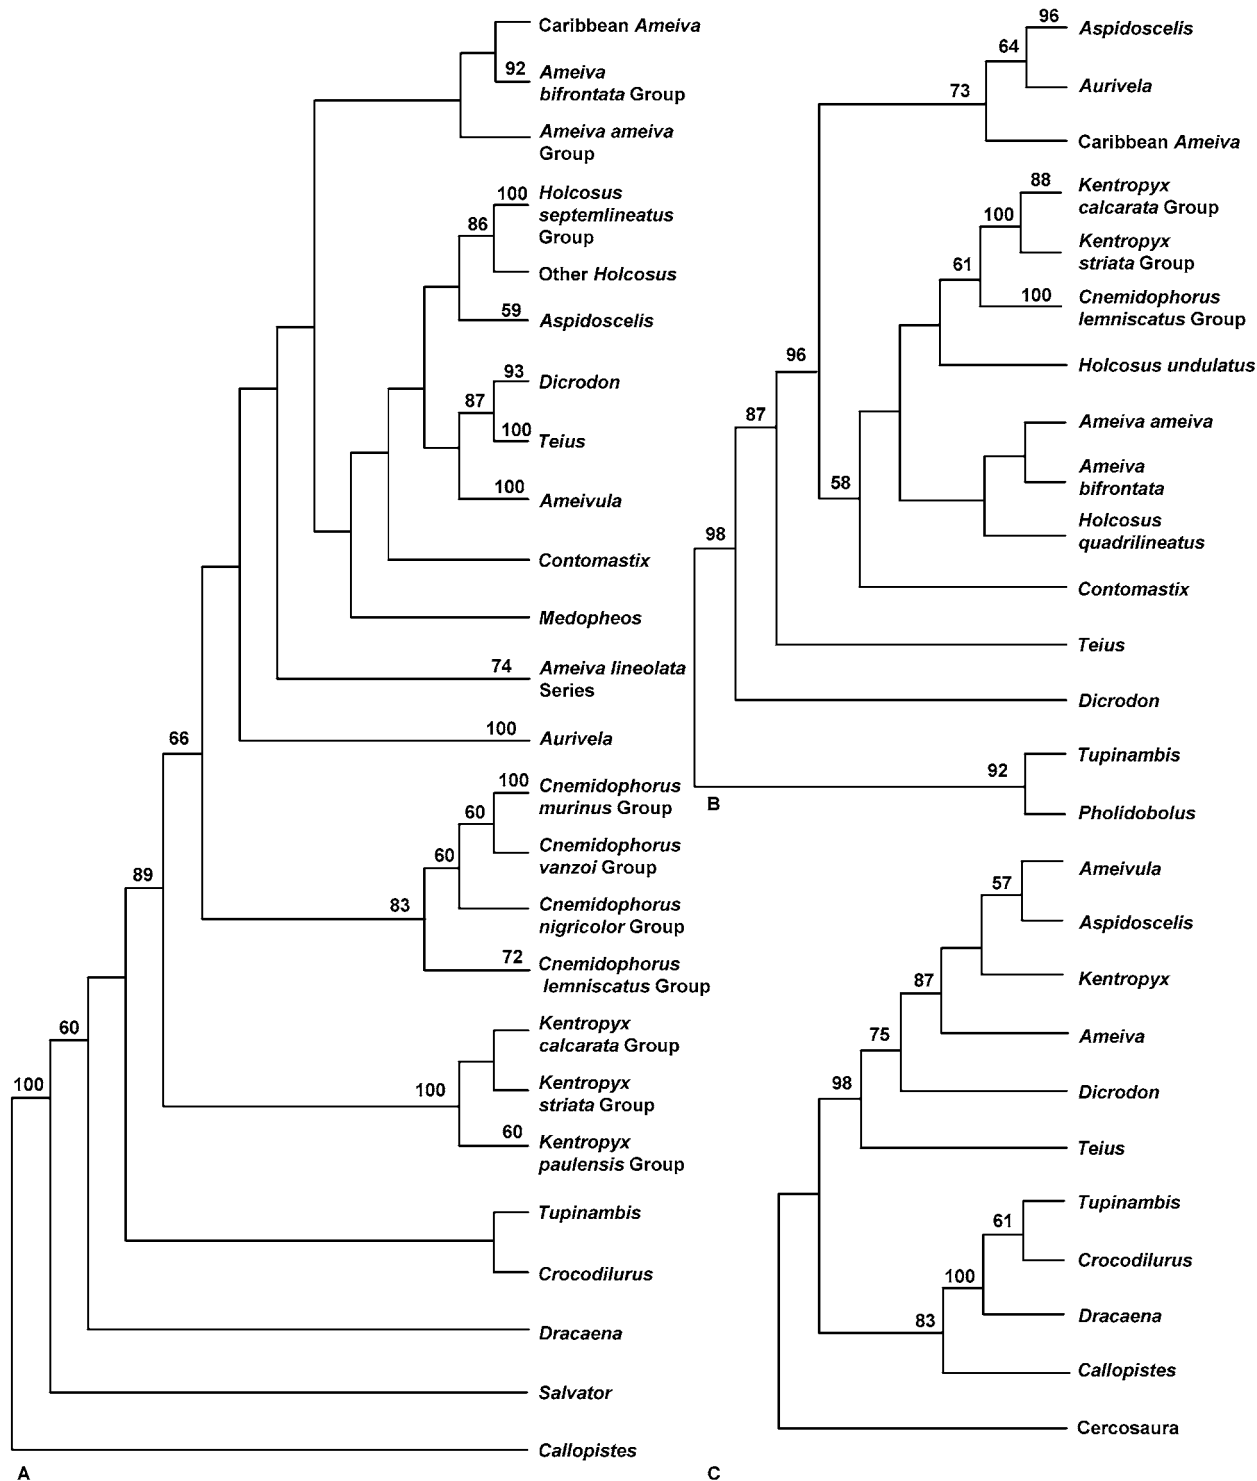 Caribbean Ameiva
92
Ameiva
bifrontata Group
Ameiva ameiva
Group
100
Holcosus
septemlineatus
Group
86
Other Holcosus
59
Aspidoscelis
93
Dicrodon
87
100
Teius
100
Ameivula
Contomastix
Medopheos
74
Ameiva lineolata
Series
100
Aurivela
66
100
Cnemidophorus
murinus Group
60
Cnemidophorus
vanzoi Group
60
Cnemidophorus
nigricolor Group
83
72
Cnemidophorus
lemniscatus Group
89
Kentropyx
calcarata Group
100
Kentropyx
striata Group
60
Kentropyx
paulensis Group
60
100
Tupinambis
Crocodilurus
Dracaena
Salvator
Callopistes
A
96
Aspidoscelis
64
Aurivela
73
Caribbean Ameiva
88
Kentropyx
calcarata Group
100
Kentropyx
striata Group
61
100
Cnemidophorus
lemniscatus Group
96
Holcosus undulatus
87
Ameiva ameiva
58
Ameiva
bifrontata
Holcosus
quadrilineatus
98
Contomastix
Teius
Dicrodon
Tupinambis
92
Pholidobolus
B
Ameivula
57
Aspidoscelis
Kentropyx
87
Ameiva
75
Dicrodon
98
Teius
Tupinambis
61
Crocodilurus
100
Dracaena
83
Callopistes
Cercosaura
C